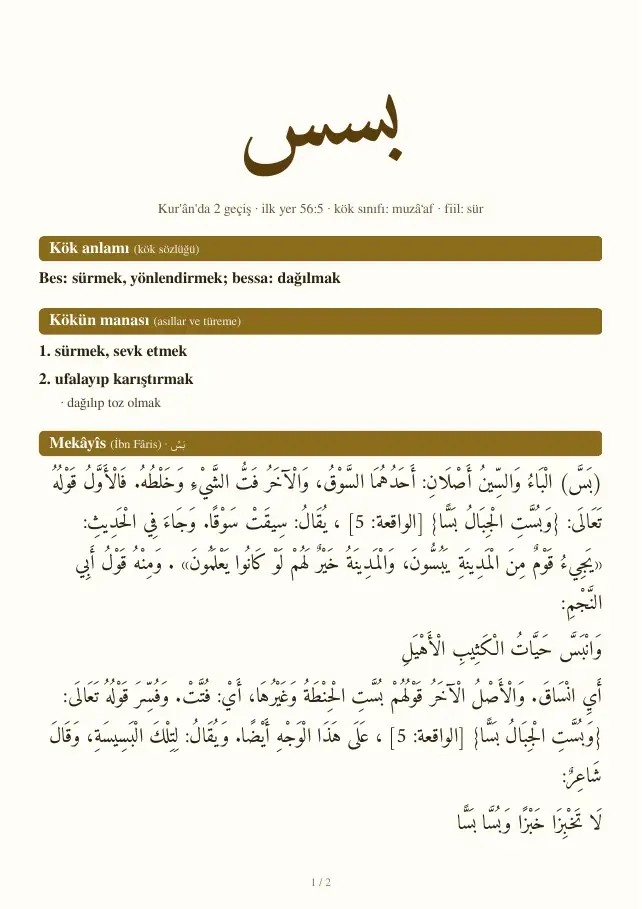 بسس
Kur'ân'da 2 geçiş · ilk yer 56:5 · kök sınıfı: muzâ'af · fiil: sür
Kök anlamı (kök sözlüğü)
Bes: sürmek, yönlendirmek; bessa: dağılmak
Kökün manası (asıllar ve türeme)
1. sürmek, sevk etmek
2. ufalayıp karıştırmak
· dağılıp toz olmak
Mekâyîs (İbn Fâris) · بَسَّ
(بَسَّ) الْبَاءُ وَالسِّينُ أَصْلَانِ: أَحَدُهُمَا السَّوْقُ، وَالْآخَرُ فَتُّ الشَّيْءِ وَخَلْطُهُ. فَالْأَوَّلُ قَوْلُهُ
تَعَالَى: {وَبُسَّتِ الْجِبَالُ بَسًّا} [الواقعة: 5] ، يُقَالُ: سِيقَتْ سَوْقًا. وَجَاءَ فِي الْحَدِيثِ:
«يَجِيءُ قَوْمٌ مِنَ الْمَدِينَةِ يَبُسُّونَ، وَالْمَدِينَةُ خَيْرٌ لَهُمْ لَوْ كَانُوا يَعْلَمُونَ» . وَمِنْهُ قَوْلُ أَبِي
النَّجْمِ:
وَانْبَسَّ حَيَّاتُ الْكَثِيبِ الْأَهْيَلِ
أَيِ انْسَاقَ. وَالْأَصْلُ الْآخَرُ قَوْلُهُمْ بُسَّتِ الْحِنْطَةُ وَغَيْرُهَا، أَيْ: فُتَّتْ. وَفُسِّرَ قَوْلُهُ تَعَالَى:
{وَبُسَّتِ الْجِبَالُ بَسًّا} [الواقعة: 5] ، عَلَى هَذَا الْوَجْهِ أَيْضًا. وَيُقَالُ: لِتِلْكَ الْبَسِيسَةِ، وَقَالَ
شَاعِرٌ:
لَا تَخْبِزَا خَبْزًا وَبُسَّا بَسًّا
1 / 2